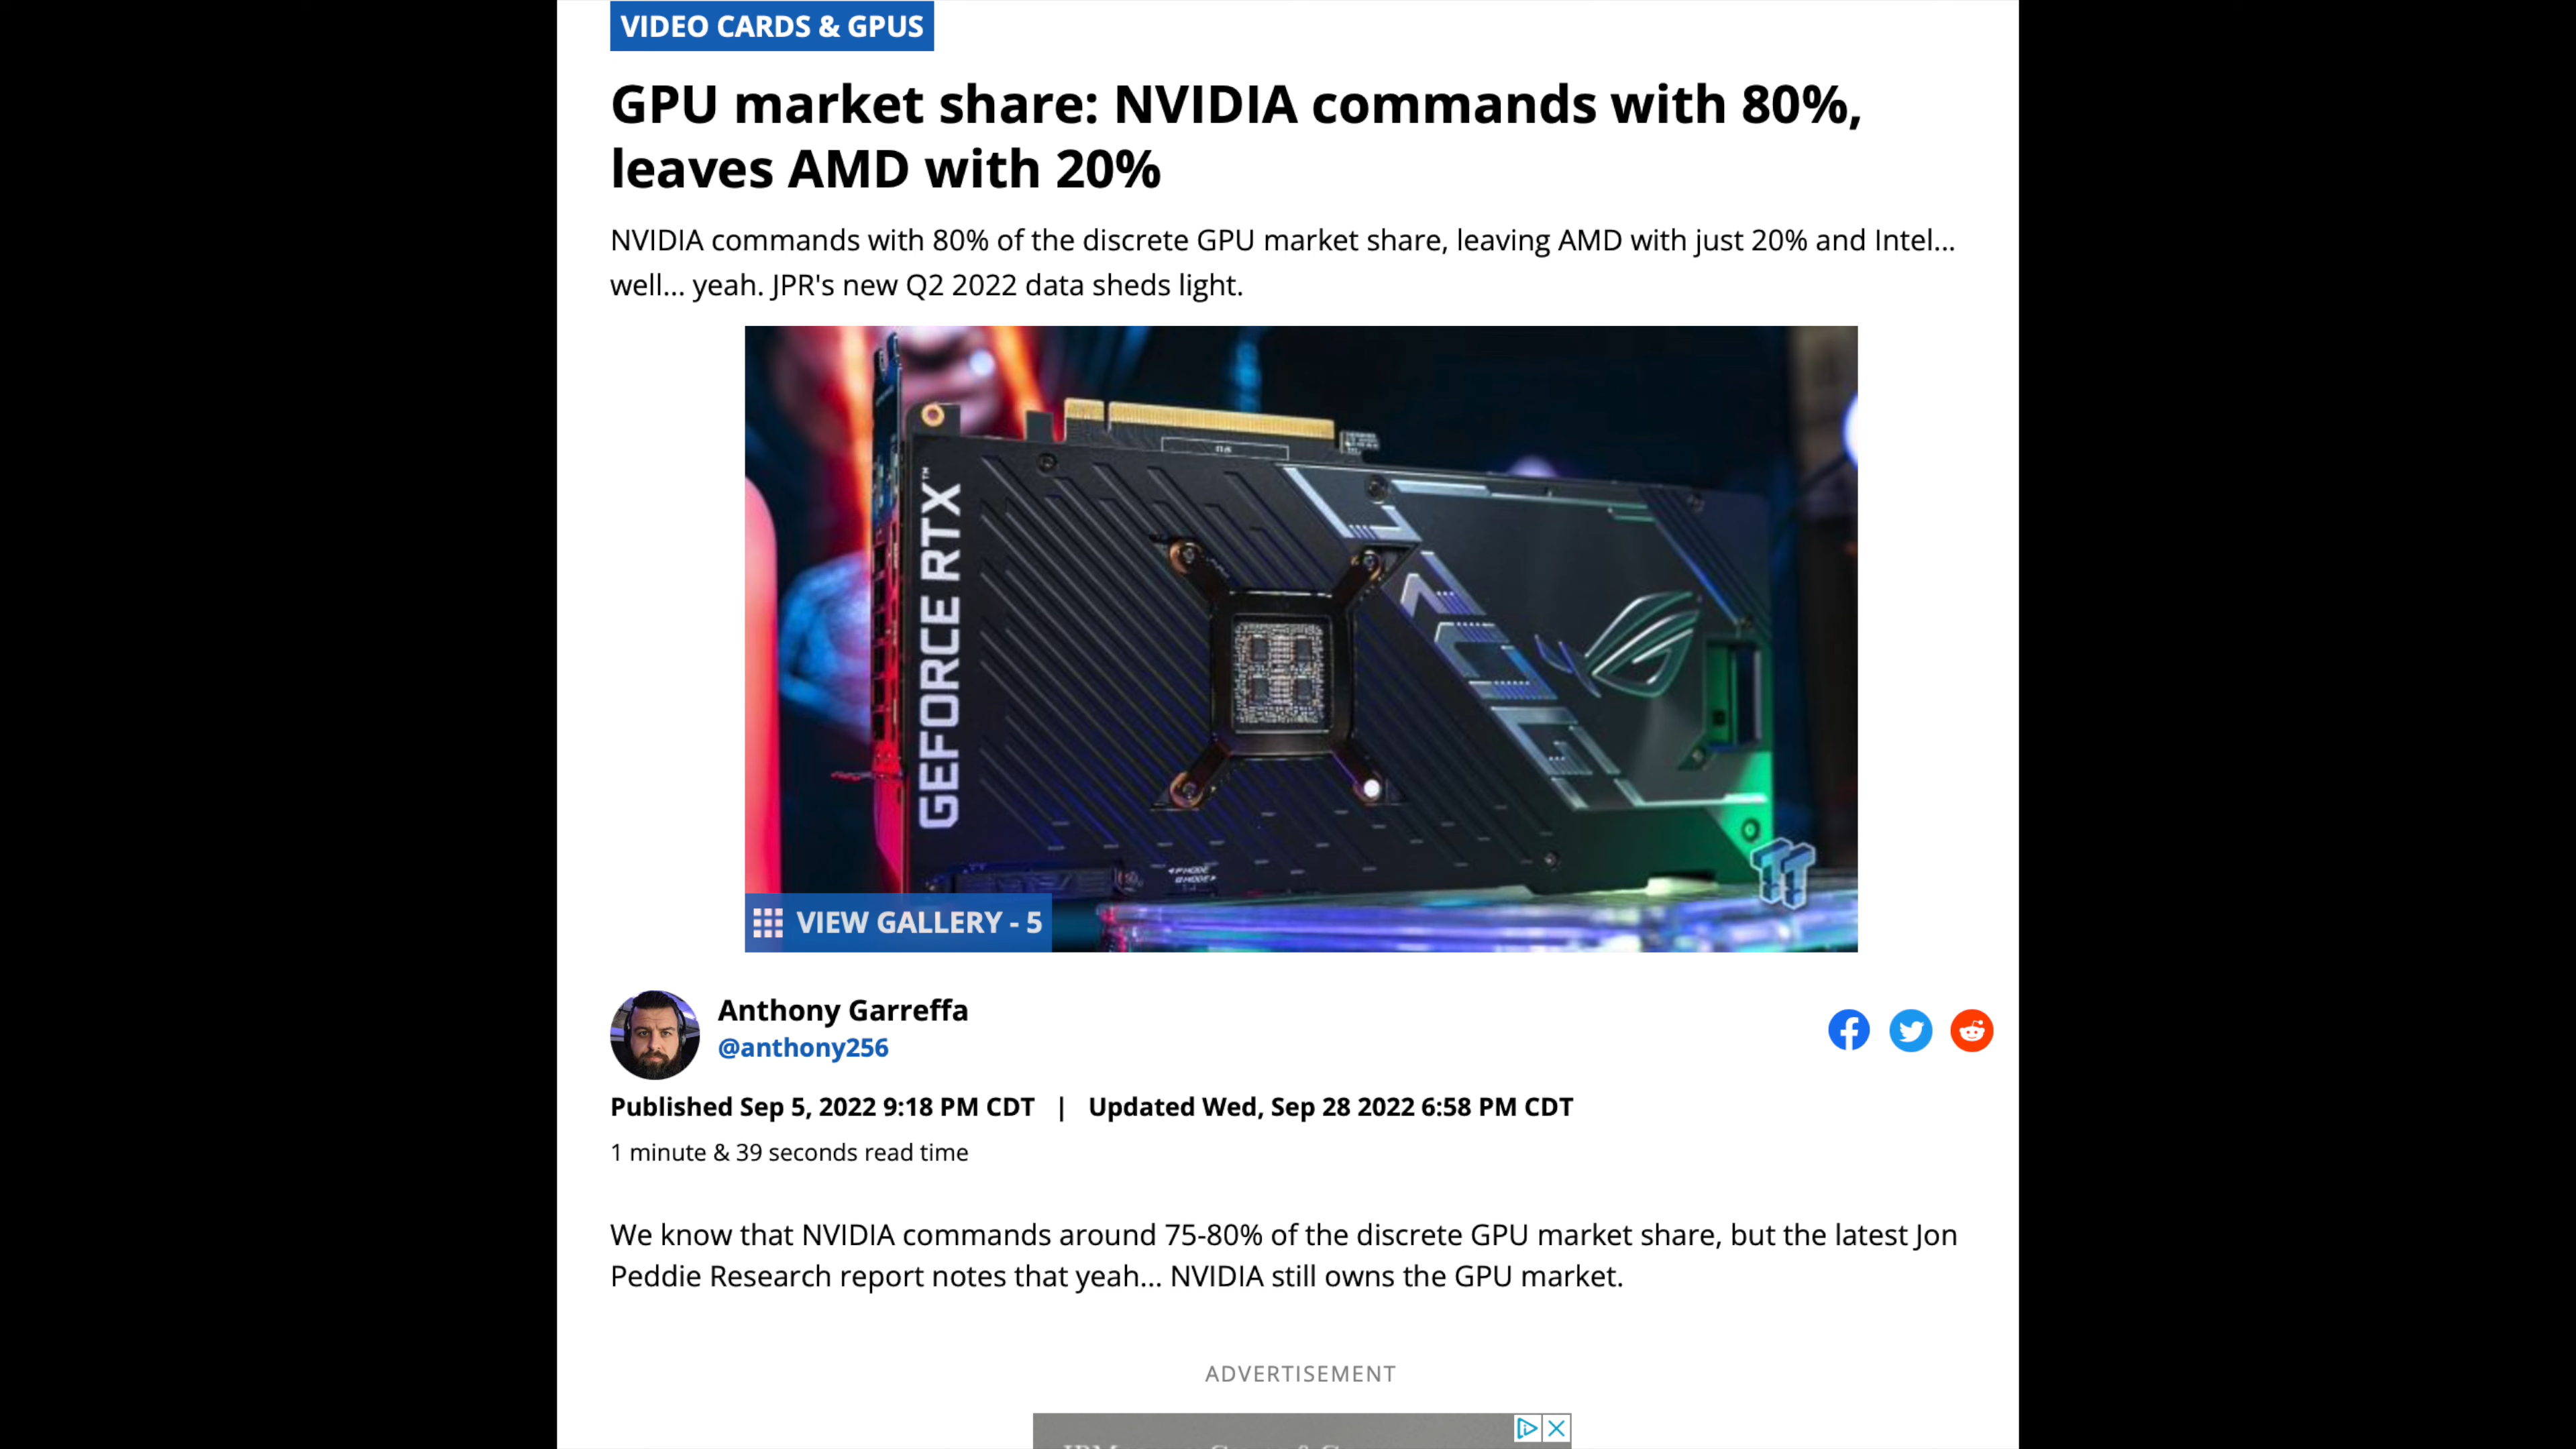 VIDEO CARDS & GPUS
GPU market share: NVIDIA commands with 80%,
leaves AMD with 20%
NVIDIA commands with 80% of the discrete GPU market share, leaving AMD with just 20% and Intel...
well... yeah. JPR's new Q2 2022 data sheds light.
GEFORCE RTX™
VIEW GALLERY - 5
Anthony Garreffa
@anthony256
Published Sep 5, 2022 9:18 PM CDT | Updated Wed, Sep 28 2022 6:58 PM CDT
1 minute & 39 seconds read time
We know that NVIDIA commands around 75-80% of the discrete GPU market share, but the latest Jon
Peddie Research report notes that yeah... NVIDIA still owns the GPU market.
ADVERTISEMENT